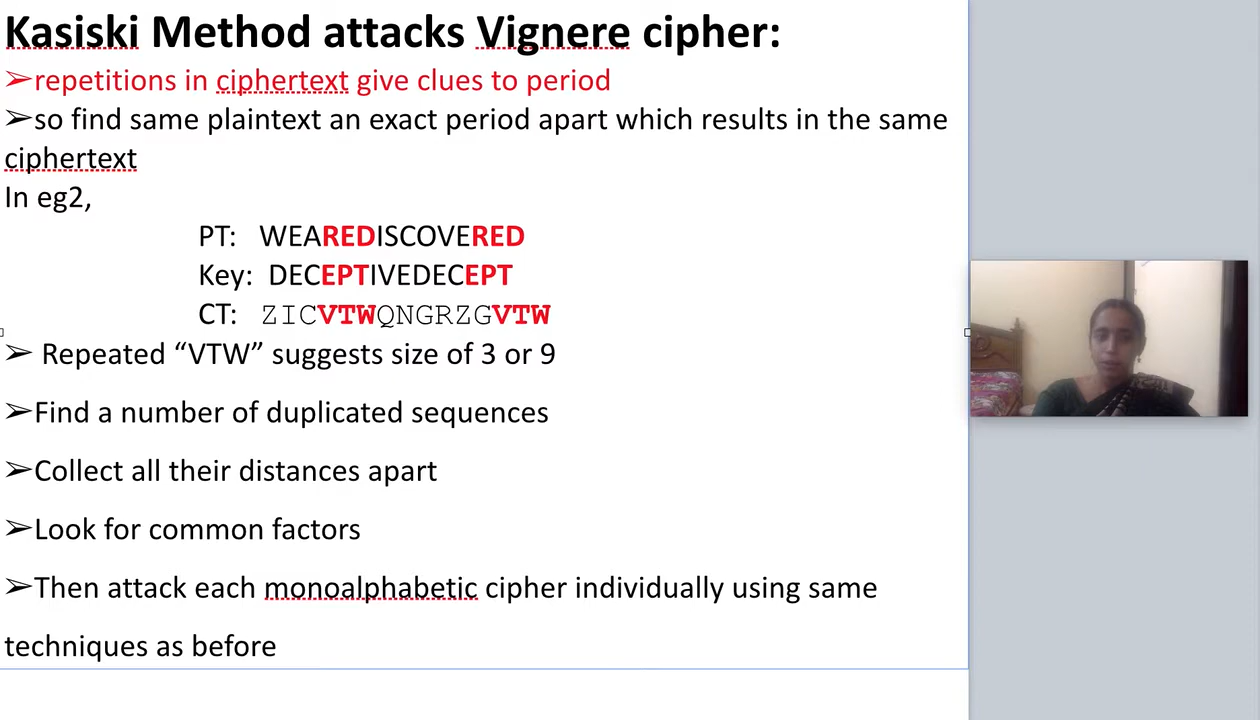 Kasiski Method attacks Vignere cipher:
➢repetitions in ciphertext give clues to period
➢so find same plaintext an exact period apart which results in the same
ciphertext
In eg2,
PT: WEAREDISCOVERED
Key: DECEPTIVEDECEPT
CT: ZICVTWQNGRZGVTW
➢ Repeated “VTW” suggests size of 3 or 9
➢Find a number of duplicated sequences
➢Collect all their distances apart
➢Look for common factors
➢Then attack each monoalphabetic cipher individually using same
techniques as before